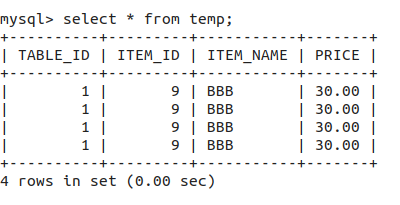 mysql> select * from temp;
+----------+---------+-----------+-------+
| TABLE_ID | ITEM_ID | ITEM_NAME | PRICE |
+----------+---------+-----------+-------+
|        1 |       9 | BBB       | 30.00 |
|        1 |       9 | BBB       | 30.00 |
|        1 |       9 | BBB       | 30.00 |
|        1 |       9 | BBB       | 30.00 |
+----------+---------+-----------+-------+
4 rows in set (0.00 sec)